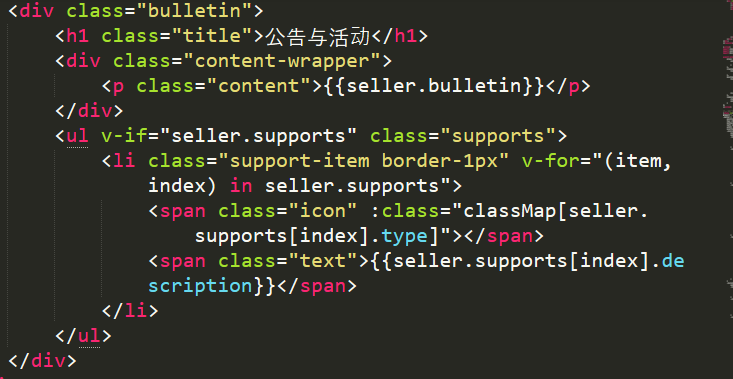 <div class="bulletin">
<h1 class="title">公告与活动</h1>
<div class="content-wrapper">
<p class="content">{{seller.bulletin}}</p>
</div>
<ul v-if="seller.supports" class="supports">
<li class="support-item border-1px" v-for="(item,
index) in seller.supports">
<span class="icon" :class="classMap[seller.
supports[index].type]"></span>
<span class="text">{{seller.supports[index].de
scription}}</span>
</li>
</ul>
</div>